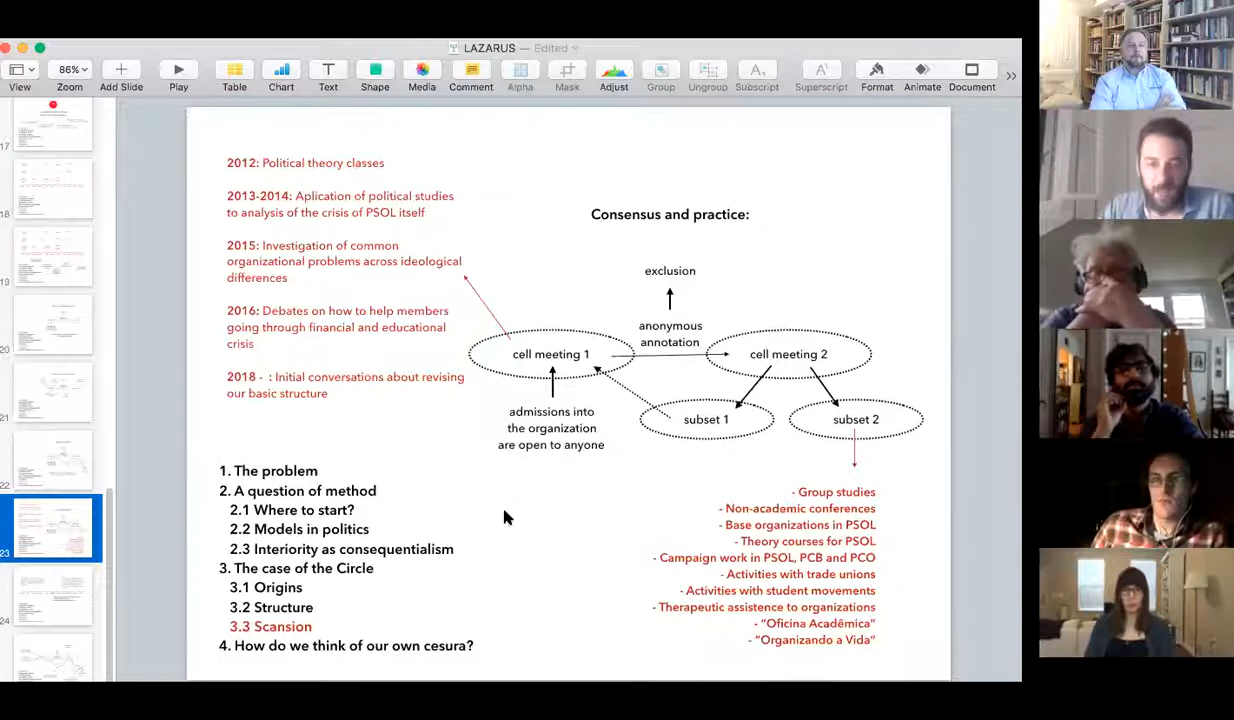 LAZARUS — Edited
View
86%
Zoom
Add Slide
Play
Table
Chart
Text
Shape
Media
Comment
Alpha
Mask
Adjust
Group
Ungroup
Subscript
Superscript
Format
Animate
Document
17
18
19
20
21
22
23
24
2012: Political theory classes
2013-2014: Aplication of political studies
to analysis of the crisis of PSOL itself
2015: Investigation of common
organizational problems across ideological
differences
2016: Debates on how to help members
going through financial and educational
crisis
2018 - : Initial conversations about revising
our basic structure
Consensus and practice:
exclusion
anonymous
annotation
cell meeting 1
cell meeting 2
admissions into
the organization
are open to anyone
subset 1
subset 2
1. The problem
2. A question of method
2.1 Where to start?
2.2 Models in politics
2.3 Interiority as consequentialism
3. The case of the Circle
3.1 Origins
3.2 Structure
3.3 Scansion
4. How do we think of our own cesura?
- Group studies
- Non-academic conferences
- Base organizations in PSOL
- Theory courses for PSOL
- Campaign work in PSOL, PCB and PCO
- Activities with trade unions
- Activities with student movements
- Therapeutic assistence to organizations
- "Oficina Acadêmica"
- "Organizando a Vida"